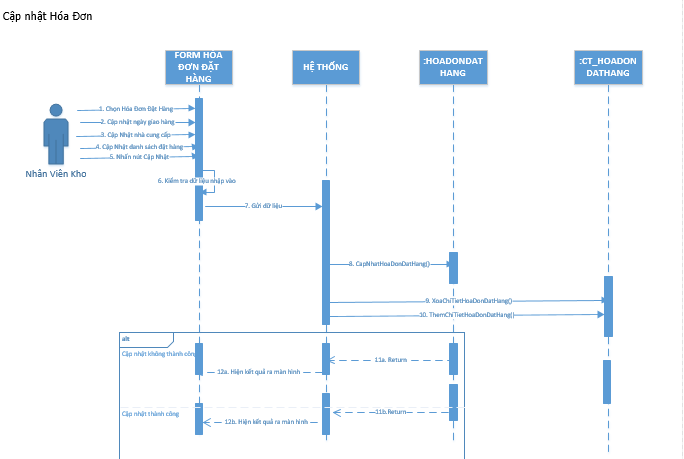 Cập nhật Hóa Đơn
FORM HÓA
ĐƠN ĐẶT
HÀNG
HỆ THỐNG
:HOADONDAT
HANG
:CT_HOADON
DATHANG
1. Chọn Hóa Đơn Đặt Hàng
2. Cập nhật ngày giao hàng
3. Cập Nhật nhà cung cấp
4. Cập Nhật danh sách đặt hàng
5. Nhấn nút Cập Nhật
Nhân Viên Kho
6. Kiểm tra dữ liệu nhập vào
7. Gửi dữ liệu
8. CapNhatHoaDonDatHang()
9. XoaChiTietHoaDonDatHang()
10. ThemChiTietHoaDonDatHang()
alt
Cập nhật không thành công
11a. Return
12a. Hiện kết quả ra màn hình
Cập nhật thành công
11b.Return
12b. Hiện kết quả ra màn hình